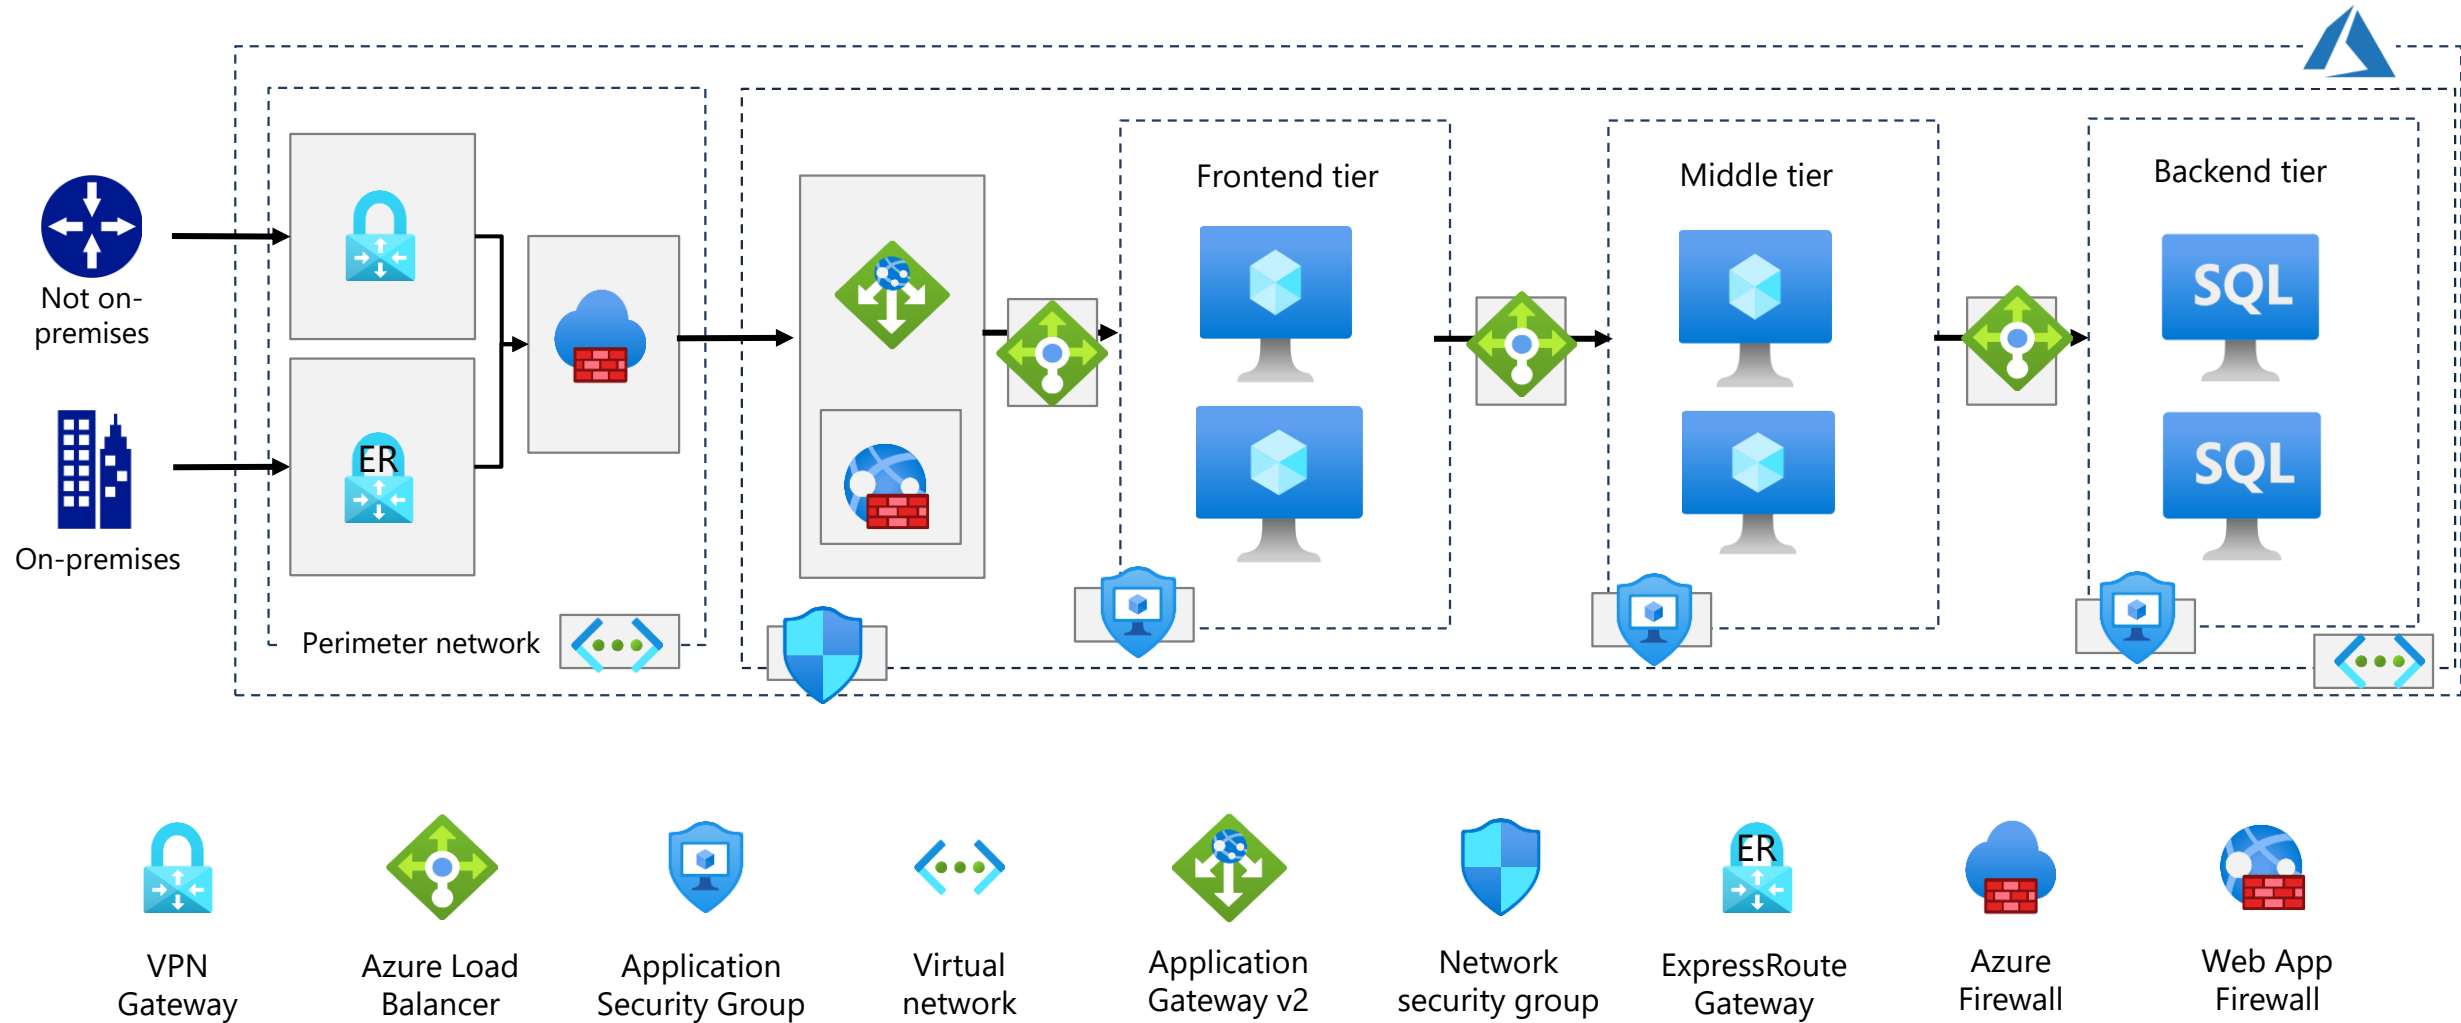 Frontend tier
Middle tier
Backend tier
Not on-
premises
SQL
ER
SQL
On-premises
Perimeter network
ER
VPN
Gateway
Azure Load
Balancer
Application
Security Group
Virtual
network
Application
Gateway v2
Network
security group
ExpressRoute
Gateway
Azure
Firewall
Web App
Firewall